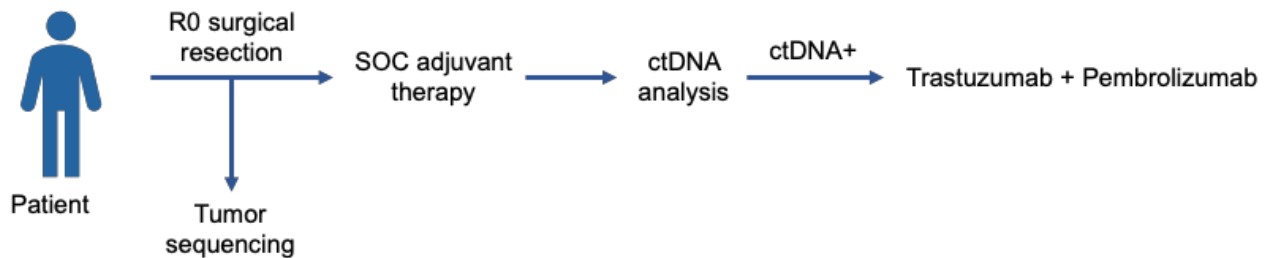 R0 surgical
resection
SOC adjuvant
therapy
ctDNA
analysis
ctDNA+
Trastuzumab + Pembrolizumab
Patient
Tumor
sequencing